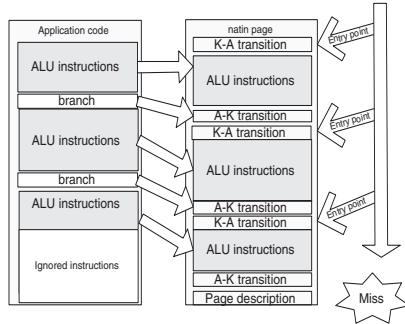 Application code
ALU instructions
branch
ALU instructions
branch
ALU instructions
Ignored instructions
natin page
K-A transition
ALU instructions
A-K transition
K-A transition
ALU instructions
A-K transition
K-A transition
ALU instructions
A-K transition
Page description
Entry point
Entry point
Entry point
Miss